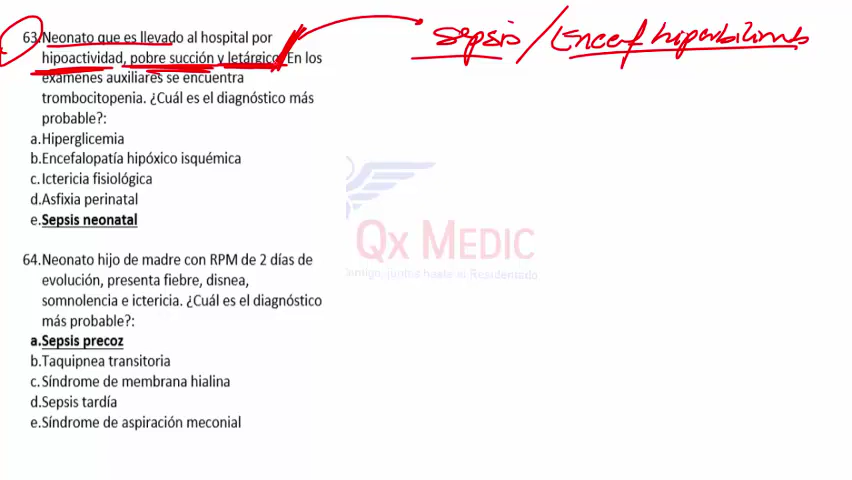 63.Neonato que es llevado al hospital por
hipoactividad, pobre succión y letárgico. En los
exámenes auxiliares se encuentra
trombocitopenia. ¿Cuál es el diagnóstico más
probable?:
a.Hiperglicemia
b.Encefalopatía hipóxico isquémica
c.Ictericia fisiológica
d.Asfixia perinatal
e.Sepsis neonatal
64.Neonato hijo de madre con RPM de 2 días de
evolución, presenta fiebre, disnea,
somnolencia e ictericia. ¿Cuál es el diagnóstico
más probable?:
a.Sepsis precoz
b.Taquipnea transitoria
c.Síndrome de membrana hialina
d.Sepsis tardía
e.Síndrome de aspiración meconial
Sepsis / Encef
QX MEDIC
Contigo, juntos hasta el Residentado